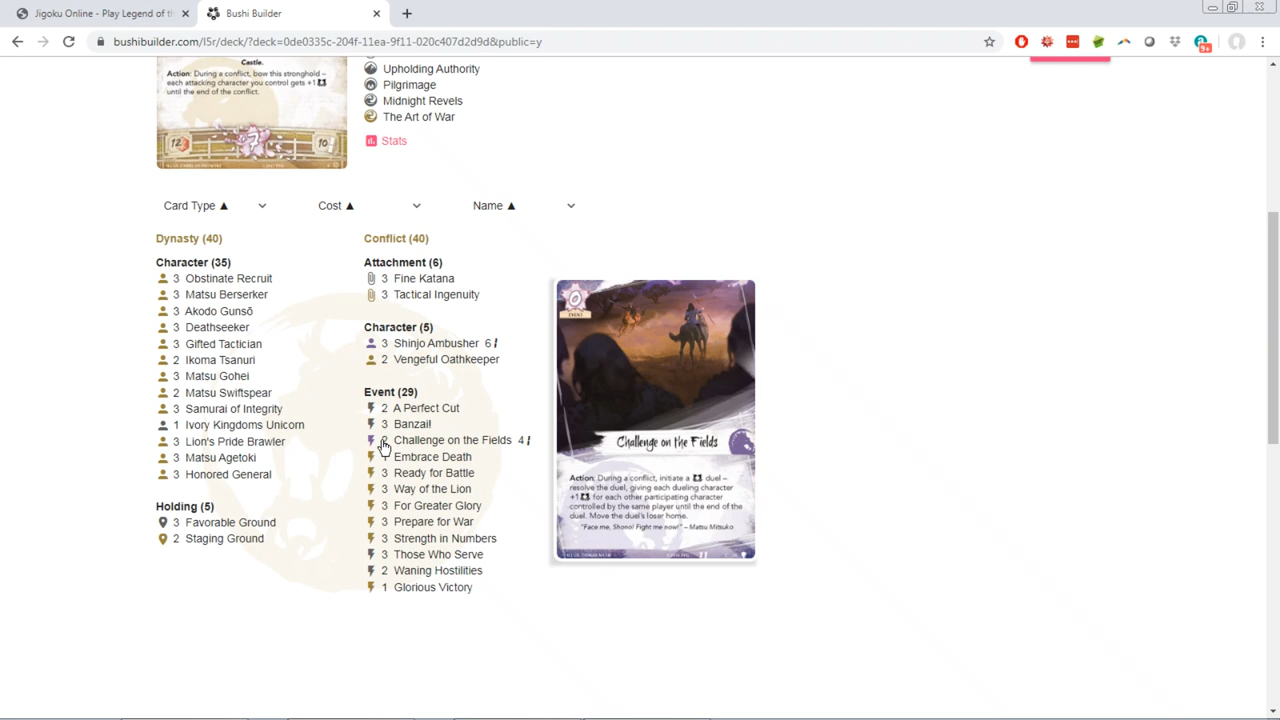 Jigoku Online - Play Legend of th
Bushi Builder
bushibuilder.com/l5r/deck/?deck=0de0335c-204f-11ea-9f11-020c407d2d9d&public=y
9+
Castle.
Action: During a conflict, bow this stronghold –
each attacking character you control gets +1
until the end of the conflict.
12
7
10
Upholding Authority
Pilgrimage
Midnight Revels
The Art of War
Stats
Card Type ▲
Cost ▲
Name ▲
Dynasty (40)
Character (35)
3 Obstinate Recruit
3 Matsu Berserker
3 Akodo Gunsō
3 Deathseeker
3 Gifted Tactician
2 Ikoma Tsanuri
3 Matsu Gohei
2 Matsu Swiftspear
3 Samurai of Integrity
1 Ivory Kingdoms Unicorn
3 Lion's Pride Brawler
3 Matsu Agetoki
3 Honored General
Holding (5)
3 Favorable Ground
2 Staging Ground
Conflict (40)
Attachment (6)
3 Fine Katana
3 Tactical Ingenuity
Character (5)
3 Shinjo Ambusher 6
2 Vengeful Oathkeeper
Event (29)
2 A Perfect Cut
3 Banzai!
Challenge on the Fields 4
1 Embrace Death
3 Ready for Battle
3 Way of the Lion
3 For Greater Glory
3 Prepare for War
3 Strength in Numbers
3 Those Who Serve
2 Waning Hostilities
1 Glorious Victory
0
EVENT
Challenge on the Fields
Action: During a conflict, initiate a duel –
resolve the duel, giving each dueling character
+1 for each other participating character
controlled by the same player until the end of the
duel. Move the duel's loser home.
"Face me, Shono! Fight me now!" – Matsu Mitsuko